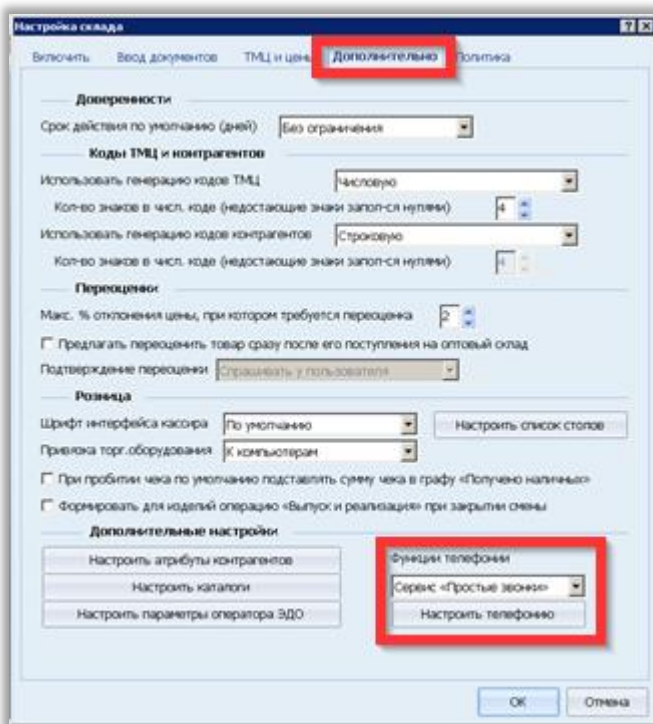 Настройка склада
Включить Ввод документов ТМЦ и цены Дополнительно Политика
Доверенности
Срок действия по умолчанию (дней) Без ограничения
Коды ТМЦ и контрагентов
Использовать генерацию кодов ТМЦ Числовую
Кол-во знаков в числ. коде (недостающие знаки запол-ся нулями) 4
Использовать генерацию кодов контрагентов Строковую
Кол-во знаков в числ. коде (недостающие знаки запол-ся нулями) 4
Переоценки
Макс. % отклонения цены, при котором требуется переоценка 2
Предлагать переоценить товар сразу после его поступления на оптовый склад
Подтверждение переоценки Спрашивать у пользователя
Розница
Шрифт интерфейса кассира По умолчанию Настроить список столов
Привязка торг.оборудования К компьютерам
При пробитии чека по умолчанию подставлять сумму чека в графу «Получено наличных»
Формировать для изделий операцию «Выпуск и реализация» при закрытии смены
Дополнительные настройки
Настроить атрибуты контрагентов Функции телефонии
Настроить каталоги Сервис «Простые звонки»
Настроить параметры оператора ЭДО Настроить телефонию
ОК Отмена